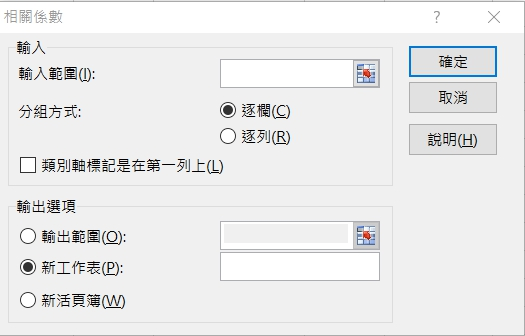 相關係數
? ×
輸入
輸入範圍(I):
確定
分組方式:
逐欄(C)
取消
逐列(R)
說明(H)
類別軸標記是在第一列上(L)
輸出選項
輸出範圍(O):
新工作表(P):
新活頁簿(W)